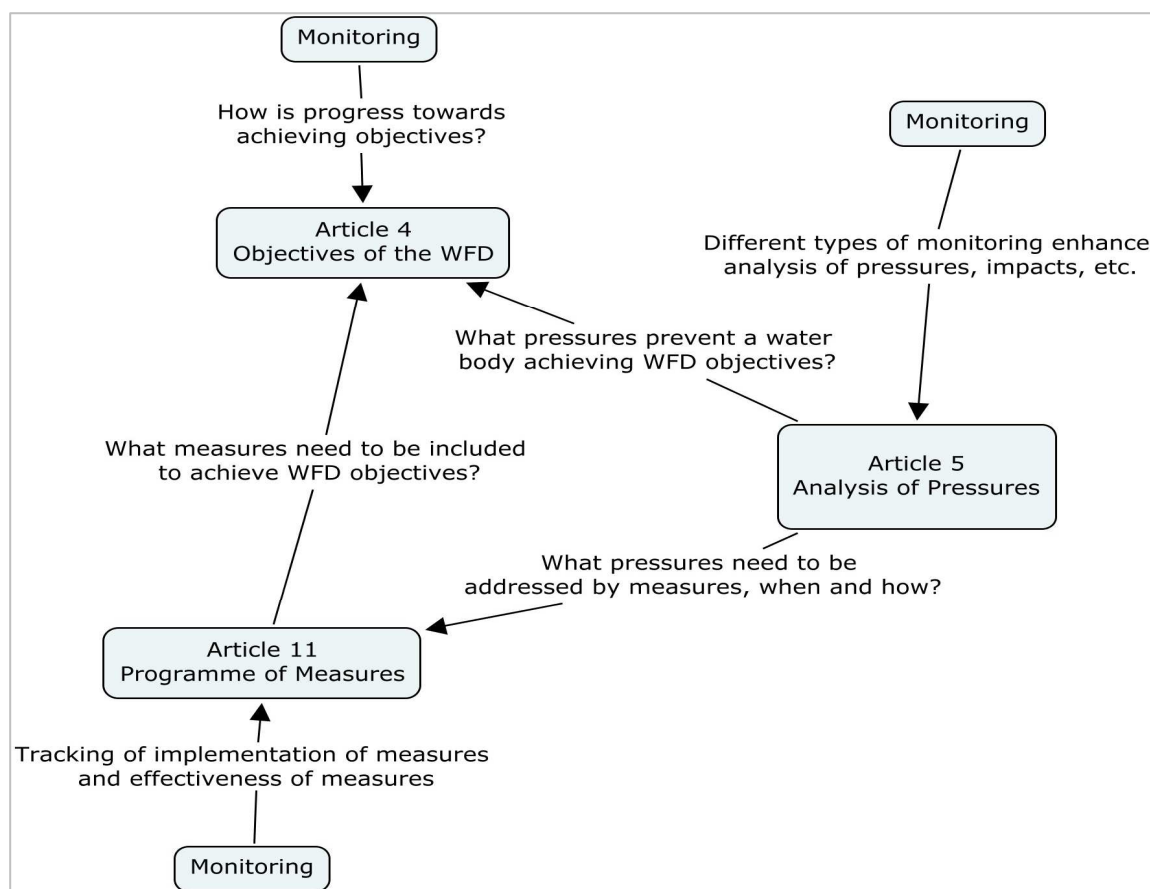 Monitoring
How is progress towards
achieving objectives?
Monitoring
Article 4
Objectives of the WFD
Different types of monitoring enhance
analysis of pressures, impacts, etc.
What pressures prevent a water
body achieving WFD objectives?
What measures need to be included
to achieve WFD objectives?
Article 5
Analysis of Pressures
What pressures need to be
addressed by measures, when and how?
Article 11
Programme of Measures
Tracking of implementation of measures
and effectiveness of measures
Monitoring